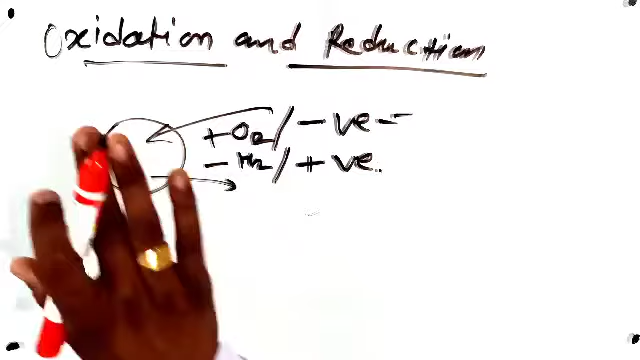 Oxidation and Reduction
+O2/ -ve -
-H2/ +ve